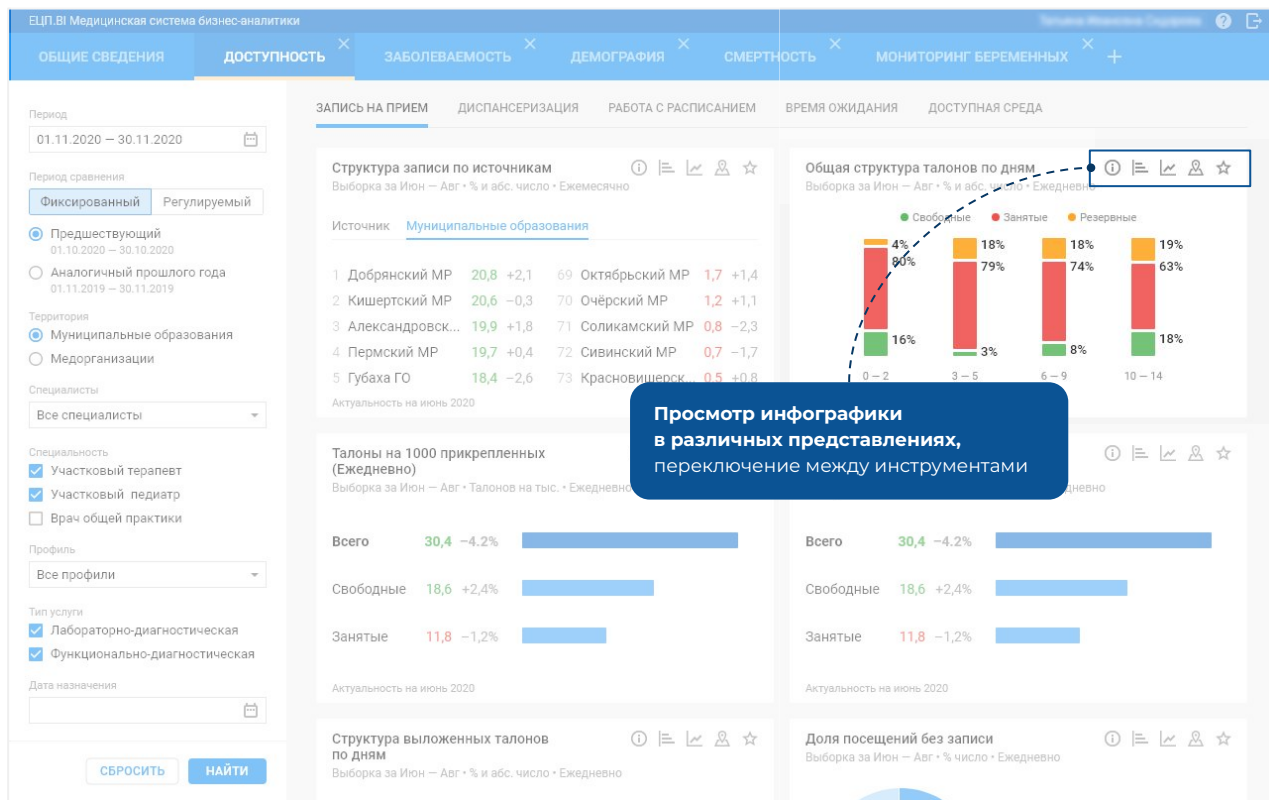 ЕЦП.BI Медицинская система бизнес-аналитики
ОБЩИЕ СВЕДЕНИЯ
ДОСТУПНОСТЬ
ЗАБОЛЕВАЕМОСТЬ
ДЕМОГРАФИЯ
СМЕРТНОСТЬ
МОНИТОРИНГ БЕРЕМЕННЫХ
Период
01.11.2020 — 30.11.2020
Период сравнения
Фиксированный Регулируемый
Предшествующий
01.10.2020 — 30.10.2020
Аналогичный прошлого года
01.11.2019 — 30.11.2019
Территория
Муниципальные образования
Медорганизации
Специалисты
Все специалисты
Специальность
Участковый терапевт
Участковый педиатр
Врач общей практики
Профиль
Все профили
Тип услуги
Лабораторно-диагностическая
Функционально-диагностическая
Дата назначения
СБРОСИТЬ НАЙТИ
ЗАПИСЬ НА ПРИЕМ ДИСПАНСЕРИЗАЦИЯ РАБОТА С РАСПИСАНИЕМ ВРЕМЯ ОЖИДАНИЯ ДОСТУПНАЯ СРЕДА
Структура записи по источникам
Выборка за Июн — Авг • % и абс. число • Ежемесячно
Источник Муниципальные образования
1 Добрянский МР 20,8 +2,1 69 Октябрьский МР 1,7 +1,4
2 Кишертский МР 20,6 −0,3 70 Очёрский МР 1,2 +1,1
3 Александровск... 19,9 +1,8 71 Соликамский МР 0,8 −2,3
4 Пермский МР 19,7 +0,4 72 Сивинский МР 0,7 −1,7
5 Губаха ГО 18,4 −2,6 73 Красновишерск... 0,5 +0,8
Актуальность на июнь 2020
Общая структура талонов по дням
Выборка за Июн — Авг • % и абс. число • Ежедневно
Свободные Занятые Резервные
4% 18% 18% 19%
80% 79% 74% 63%
16% 3% 8% 18%
0 — 2 3 — 5 6 — 9 10 — 14
Просмотр инфографики
в различных представлениях,
переключение между инструментами
Талоны на 1000 прикрепленных
(Ежедневно)
Выборка за Июн — Авг • Талонов на тыс. • Ежедневно
Всего 30,4 −4.2%
Свободные 18,6 +2,4%
Занятые 11,8 −1,2%
Актуальность на июнь 2020
Всего 30,4 −4.2%
Свободные 18,6 +2,4%
Занятые 11,8 −1,2%
Актуальность на июнь 2020
Структура выложенных талонов
по дням
Выборка за Июн — Авг • % и абс. число • Ежедневно
Доля посещений без записи
Выборка за Июн — Авг • % число • Ежедневно